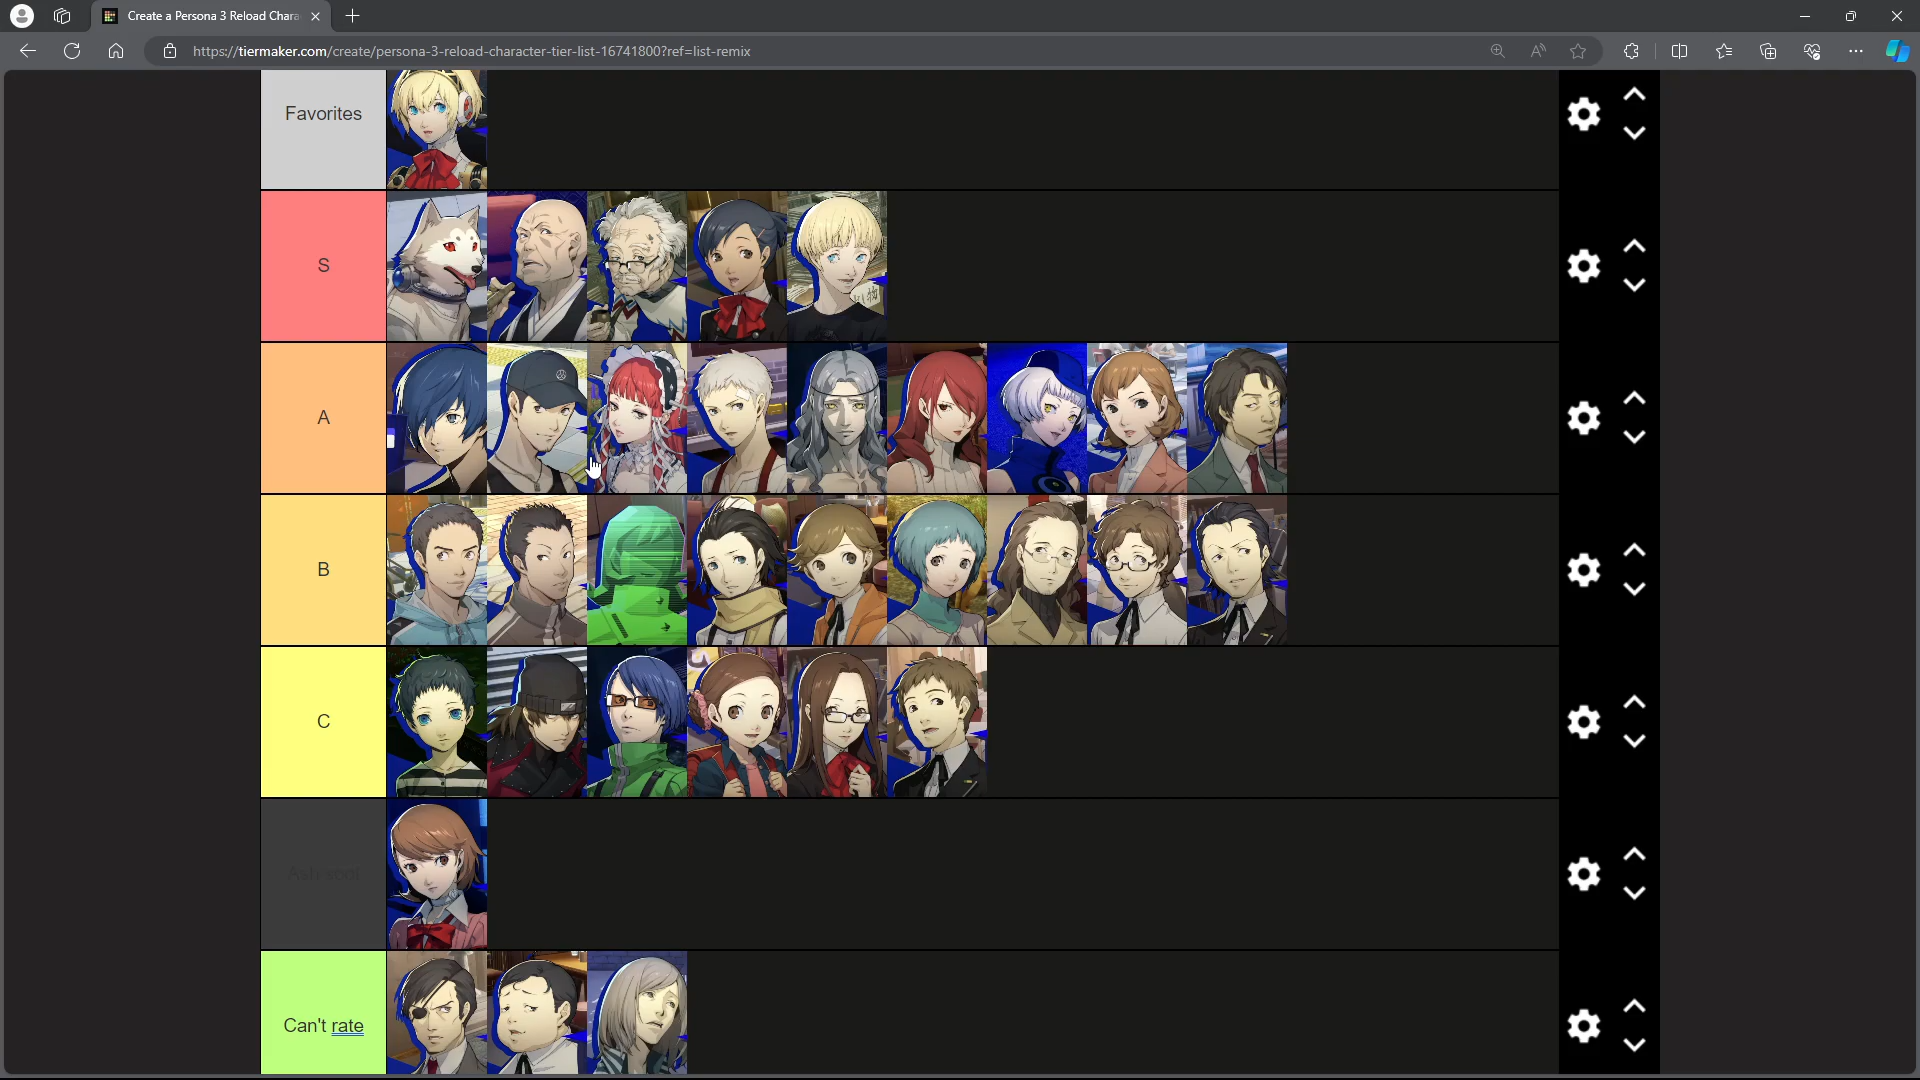 Create a Persona 3 Reload Chara
https://tiermaker.com/create/persona-3-reload-character-tier-list-16741800?ref=list-remix
Favorites
S
A
B
C
Can't rate